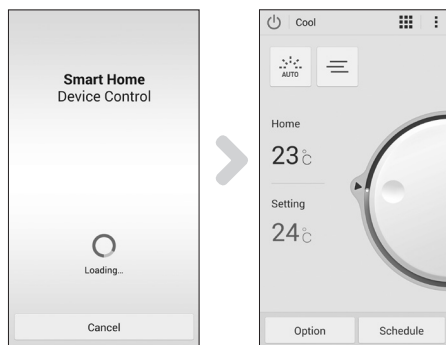 Smart Home
Device Control
Loading...
Cancel
Cool
AUTO
Home
23°C
Setting
24°C
Option
Schedule